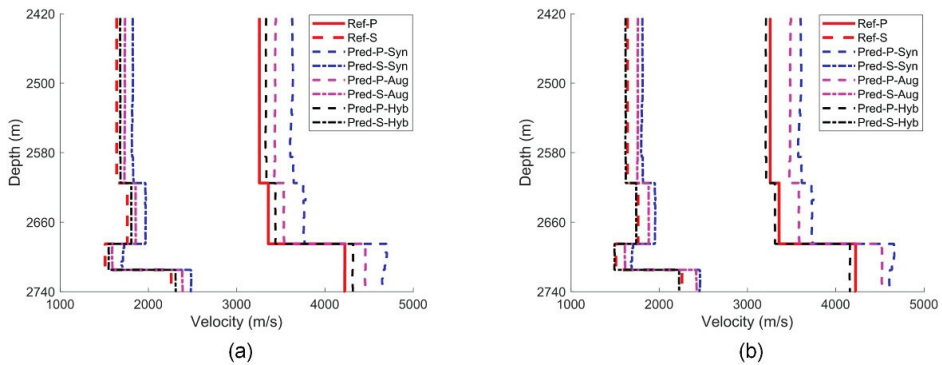 2420
2500
2580
2660
2740
Depth (m)
1000 2000 3000 4000 5000
Velocity (m/s)
Ref-P
Ref-S
Pred-P-Syn
Pred-S-Syn
Pred-P-Aug
Pred-S-Aug
Pred-P-Hyb
Pred-S-Hyb
(a)
2420
2500
2580
2660
2740
Depth (m)
1000 2000 3000 4000 5000
Velocity (m/s)
Ref-P
Ref-S
Pred-P-Syn
Pred-S-Syn
Pred-P-Aug
Pred-S-Aug
Pred-P-Hyb
Pred-S-Hyb
(b)